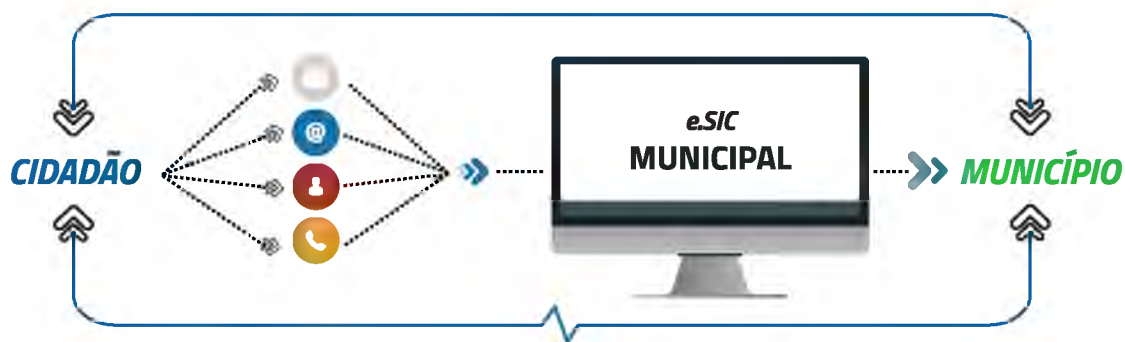 CIDADÃO
@
e.SIC
MUNICIPAL
MUNICÍPIO